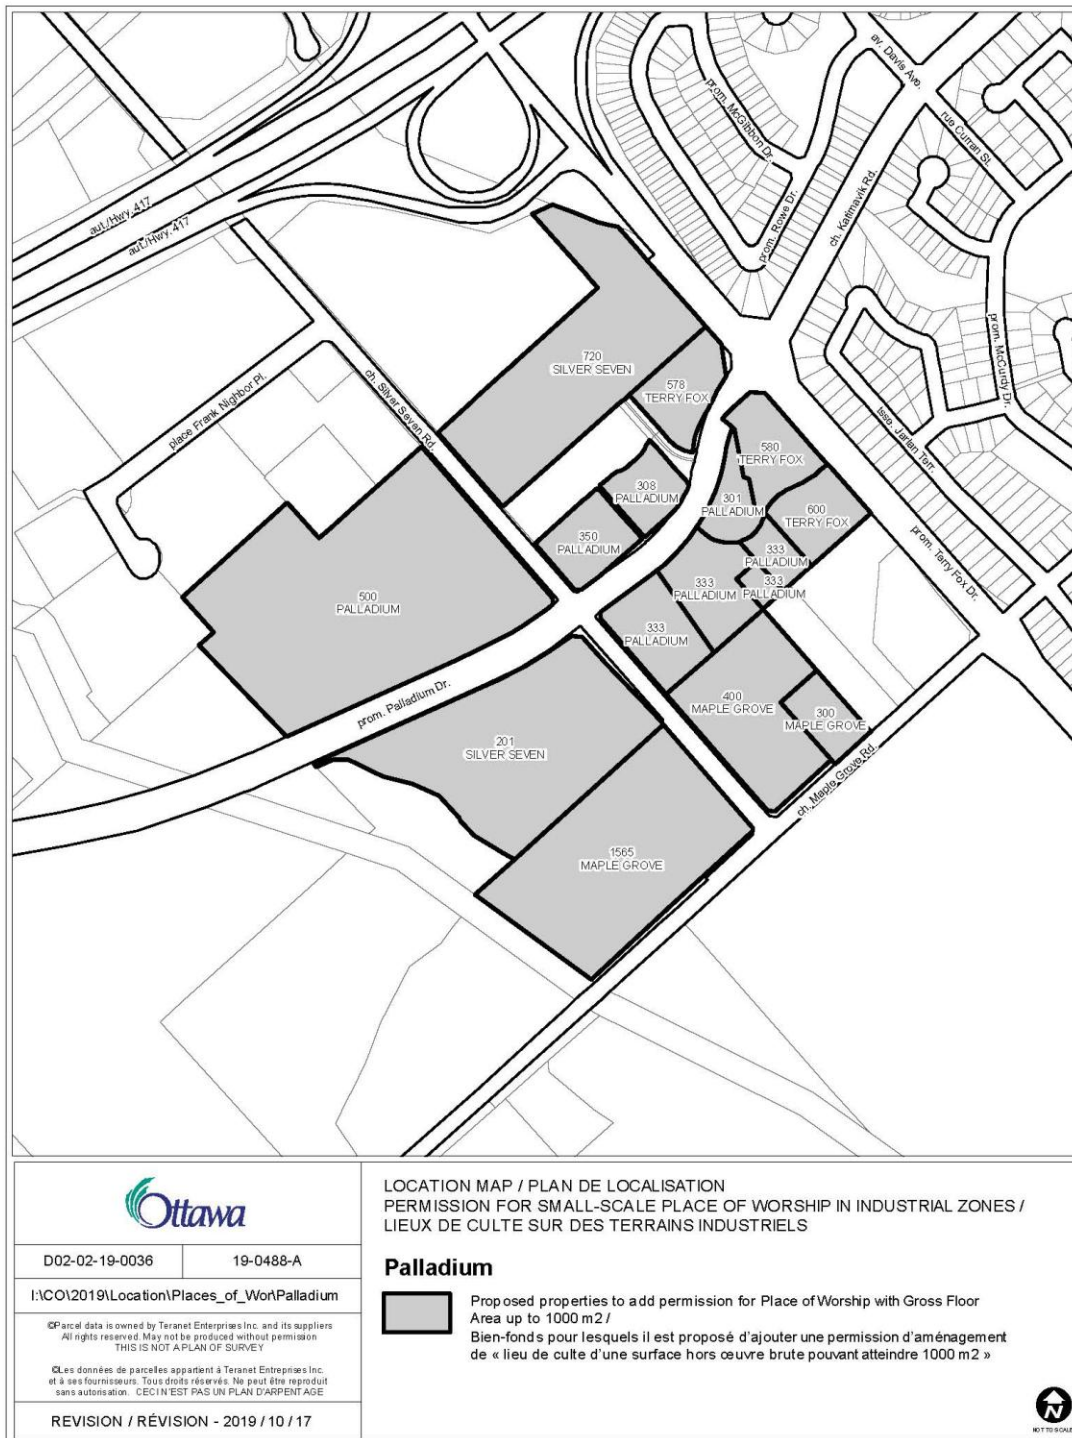 av. Davis Ave.
prom. McGibbon Dr.
rue Curran St.
ch. Katimavik Rd.
prom. Rowe Dr.
aut./Hwy. 417
aut./Hwy. 417
prom. McCurdy Dr.
720
SILVER SEVEN
578
TERRY FOX
ch. Silver Seven Rd.
place Frank Nighbor Pl.
tsse. Jarlan Terr.
580
TERRY FOX
308
PALLADIUM
301
PALLADIUM
600
TERRY FOX
350
PALLADIUM
333
PALLADIUM
333
PALLADIUM
333
PALLADIUM
prom. Terry Fox Dr.
500
PALLADIUM
333
PALLADIUM
prom. Palladium Dr.
400
MAPLE GROVE
300
MAPLE GROVE
201
SILVER SEVEN
ch. Maple Grove Rd.
1565
MAPLE GROVE
Ottawa
D02-02-19-0036
19-0488-A
I:\CO\2019\Location\Places_of_Wor\Palladium
©Parcel data is owned by Teranet Enterprises Inc. and its suppliers
All rights reserved. May not be produced without permission
THIS IS NOT A PLAN OF SURVEY
©Les données de parcelles appartient à Teranet Entreprises Inc.
et à ses fournisseurs. Tous droits réservés. Ne peut être reproduit
sans autorisation. CECI N'EST PAS UN PLAN D'ARPENTAGE
REVISION / RÉVISION - 2019 / 10 / 17
LOCATION MAP / PLAN DE LOCALISATION
PERMISSION FOR SMALL-SCALE PLACE OF WORSHIP IN INDUSTRIAL ZONES /
LIEUX DE CULTE SUR DES TERRAINS INDUSTRIELS
Palladium
Proposed properties to add permission for Place of Worship with Gross Floor
Area up to 1000 m2 /
Bien-fonds pour lesquels il est proposé d'ajouter une permission d'aménagement
de « lieu de culte d'une surface hors œuvre brute pouvant atteindre 1000 m2 »
N
NOT TO SCALE